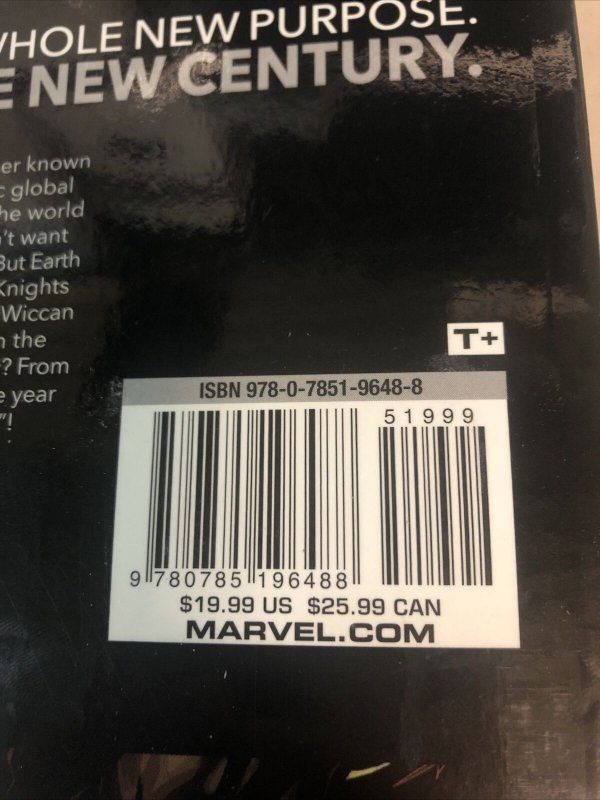 WHOLE NEW PURPOSE.
E NEW CENTURY.
er known
c global
he world
't want
But Earth
Knights
Wiccan
n the
? From
e year
"!
T+
ISBN 978-0-7851-9648-8
51999
9 780785 196488
$19.99 US $25.99 CAN
MARVEL.COM